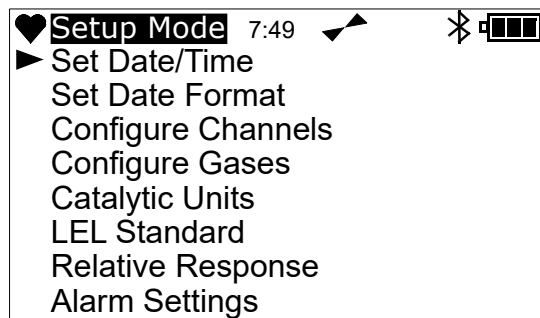 Setup Mode 7:49
Set Date/Time
Set Date Format
Configure Channels
Configure Gases
Catalytic Units
LEL Standard
Relative Response
Alarm Settings